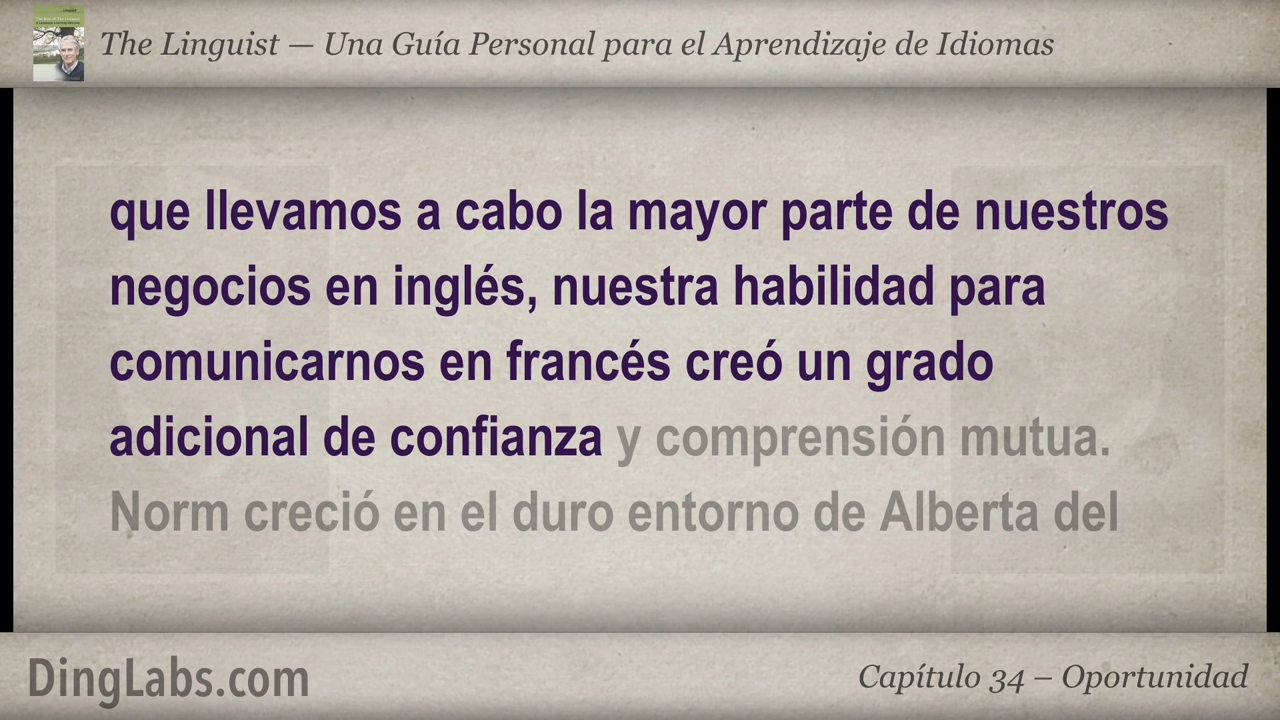 The Linguist — Una Guía Personal para el Aprendizaje de Idiomas
que llevamos a cabo la mayor parte de nuestros
negocios en inglés, nuestra habilidad para
comunicarnos en francés creó un grado
adicional de confianza y comprensión mutua.
Norm creció en el duro entorno de Alberta del
DingLabs.com
Capítulo 34 – Oportunidad